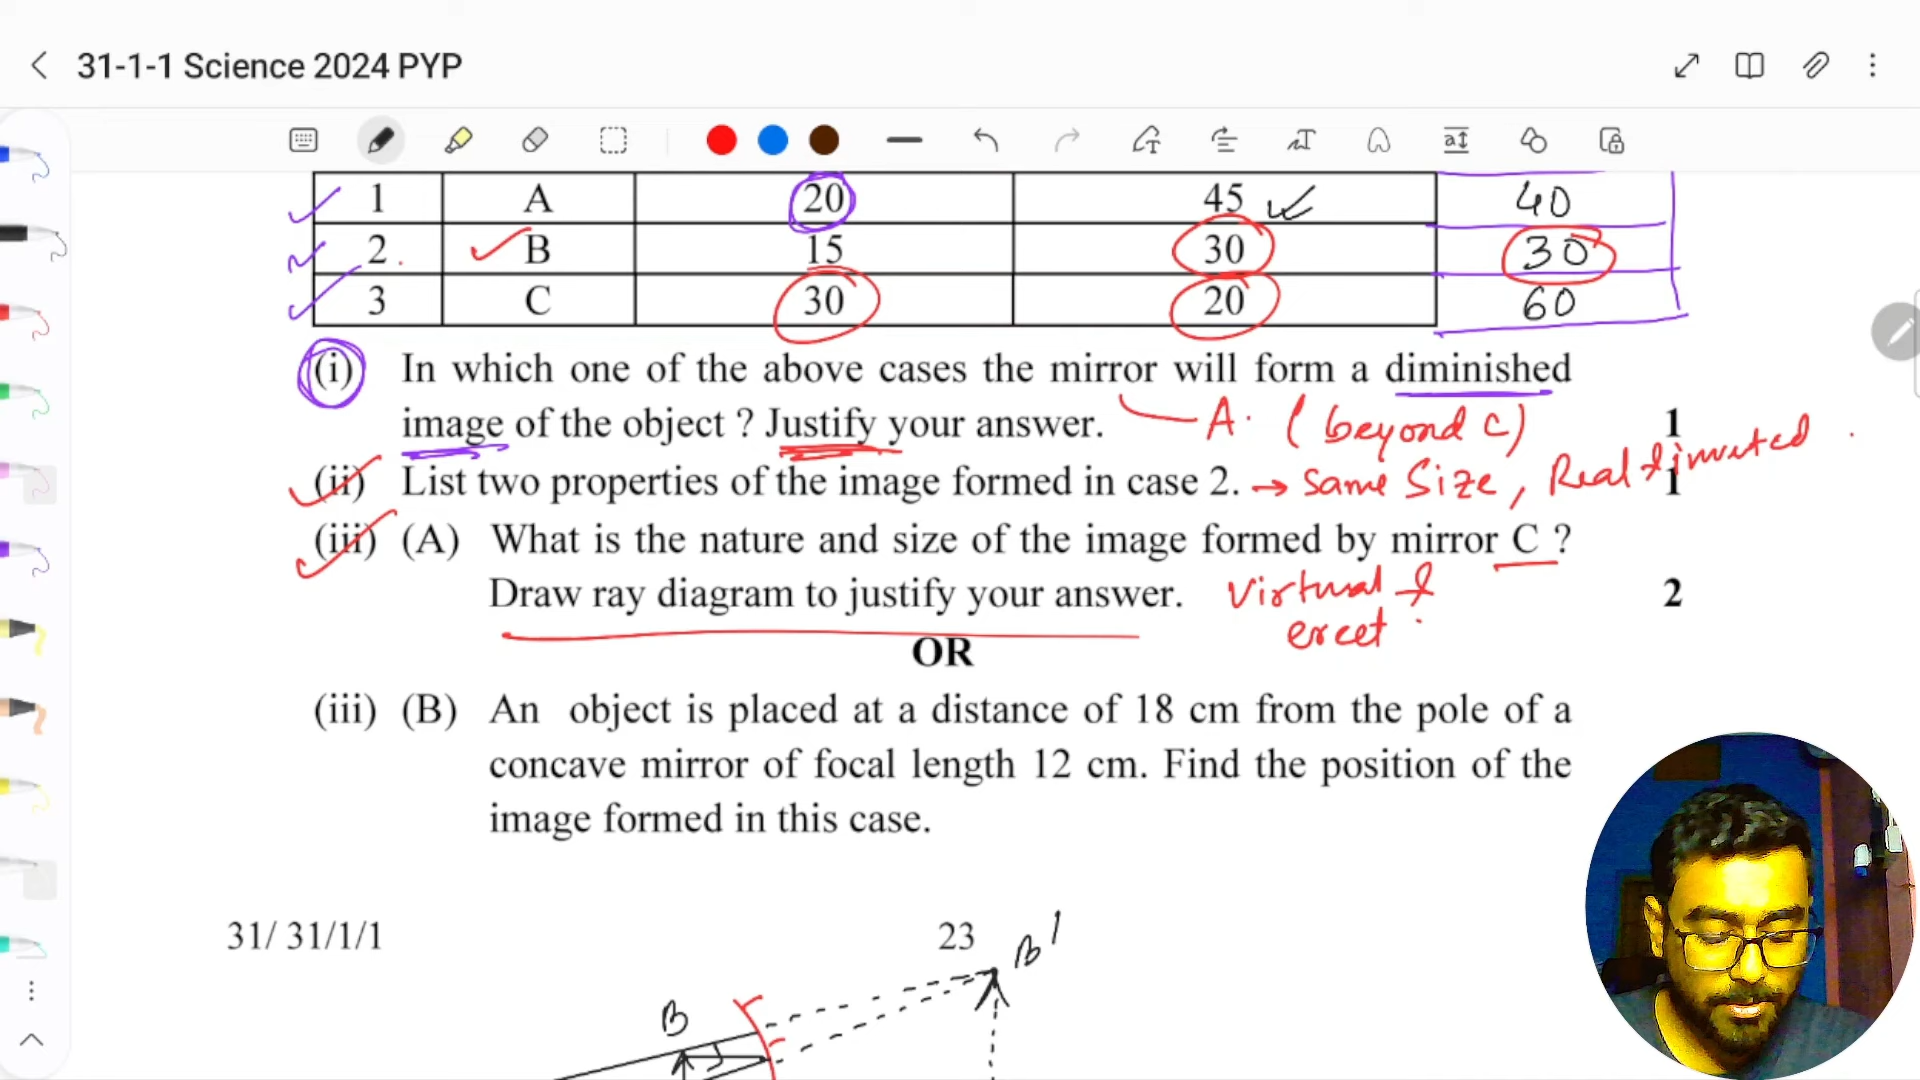 31-1-1 Science 2024 PYP
1 A 20 45 40
2 B 15 30 30
3 C 30 20 60
(i) In which one of the above cases the mirror will form a diminished
image of the object ? Justify your answer. A. (beyond C) 1
(ii) List two properties of the image formed in case 2. → Same Size, Real & inverted. 1
(iii) (A) What is the nature and size of the image formed by mirror C ?
Draw ray diagram to justify your answer. Virtual & 2
ercet.
OR
(iii) (B) An object is placed at a distance of 18 cm from the pole of a
concave mirror of focal length 12 cm. Find the position of the
image formed in this case.
31/ 31/1/1 23
B'
B